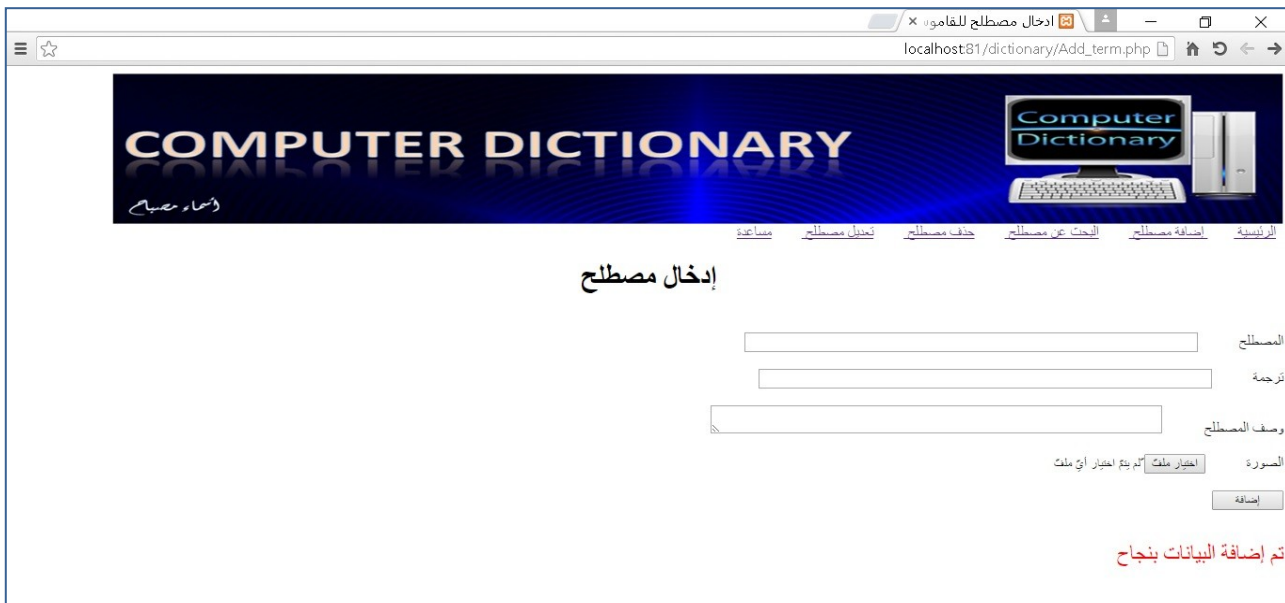 ادخال مصطلح للقامو
localhost:81/dictionary/Add_term.php
COMPUTER DICTIONARY
Computer
Dictionary
أسماء مصباح
الرئيسية إضافة مصطلح البحث عن مصطلح حذف مصطلح تعديل مصطلح مساعدة
إدخال مصطلح
المصطلح
ترجمة
وصف المصطلح
الصورة اختيار ملفّ لم يتمّ اختيار أيّ ملفّ
إضافة
تم إضافة البيانات بنجاح